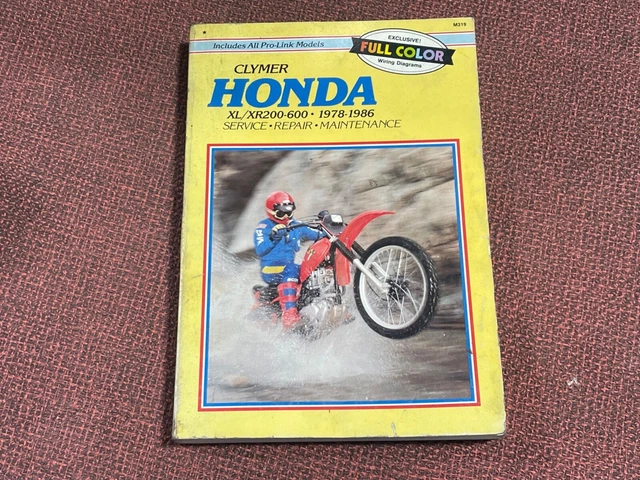 M319
Includes All Pro-Link Models
EXCLUSIVE!
FULL COLOR
Wiring Diagrams
CLYMER
HONDA
XL/XR200-600 • 1978-1986
SERVICE • REPAIR • MAINTENANCE